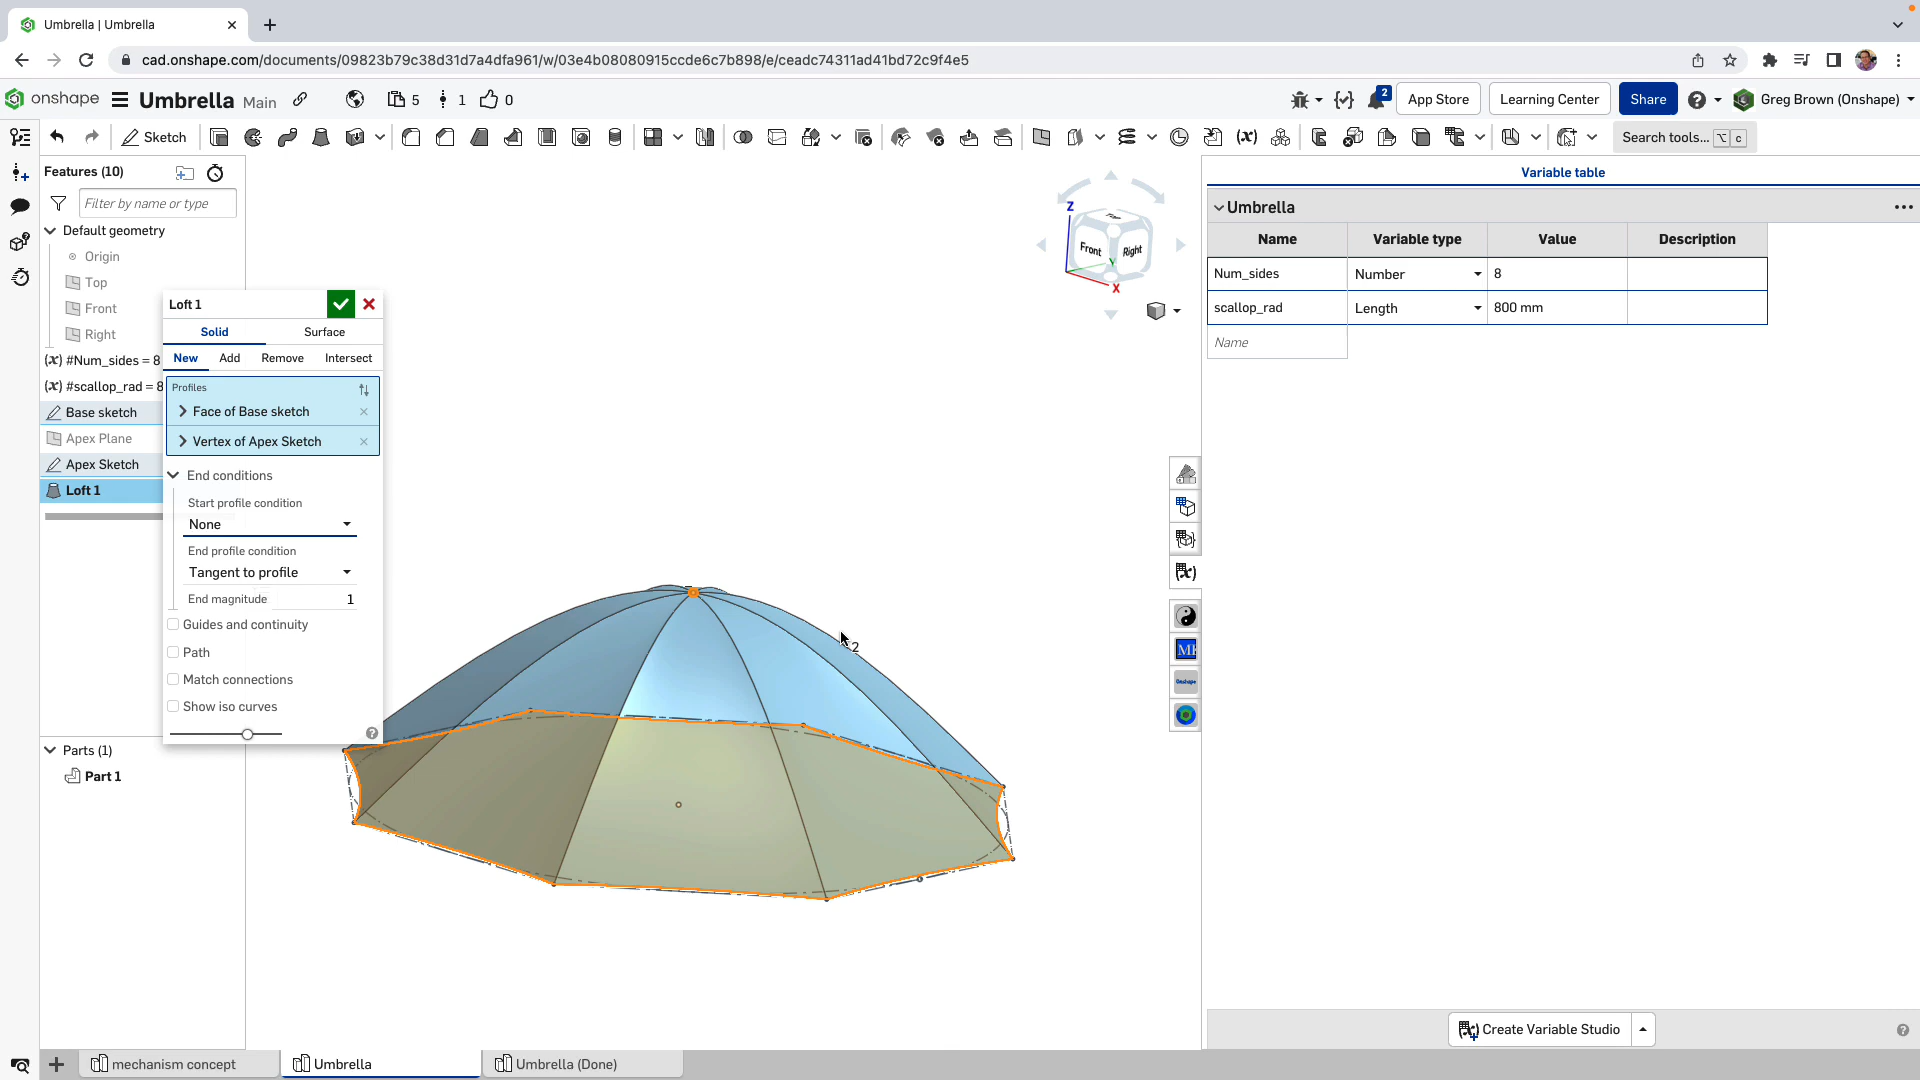 Umbrella | Umbrella
cad.onshape.com/documents/09823b79c38d31d7a4dfa961/w/03e4b08080915ccde6c7b898/e/ceadc74311ad41bd72c9f4e5
onshape
Umbrella Main
5
1
0
2
App Store
Learning Center
Share
Greg Brown (Onshape)
Sketch
Search tools... ⌥ c
Features (10)
Filter by name or type
Default geometry
Origin
Top
Front
Right
(x) #Num_sides = 8
(x) #scallop_rad = 8
Base sketch
Apex Plane
Apex Sketch
Loft 1
Parts (1)
Part 1
Loft 1
Solid
Surface
New
Add
Remove
Intersect
Profiles
Face of Base sketch
Vertex of Apex Sketch
End conditions
Start profile condition
None
End profile condition
Tangent to profile
End magnitude 1
Guides and continuity
Path
Match connections
Show iso curves
Z
Top
Front
Right
Y
X
2
(x)
MK
Onshape
Variable table
Umbrella
Name Variable type Value Description
Num_sides Number 8
scallop_rad Length 800 mm
Name
Create Variable Studio
mechanism concept
Umbrella
Umbrella (Done)